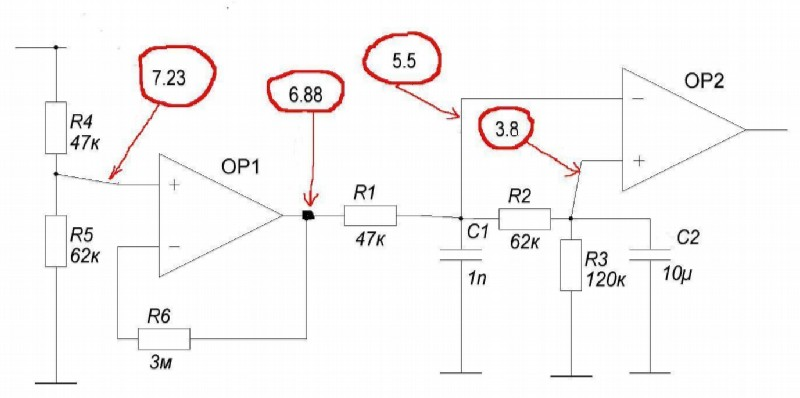 7.23
6.88
5.5
3.8
OP2
R4
47к
OP1
+
−
−
+
R1
47к
R2
62к
C1
1n
R5
62к
R3
120к
C2
10µ
R6
3м